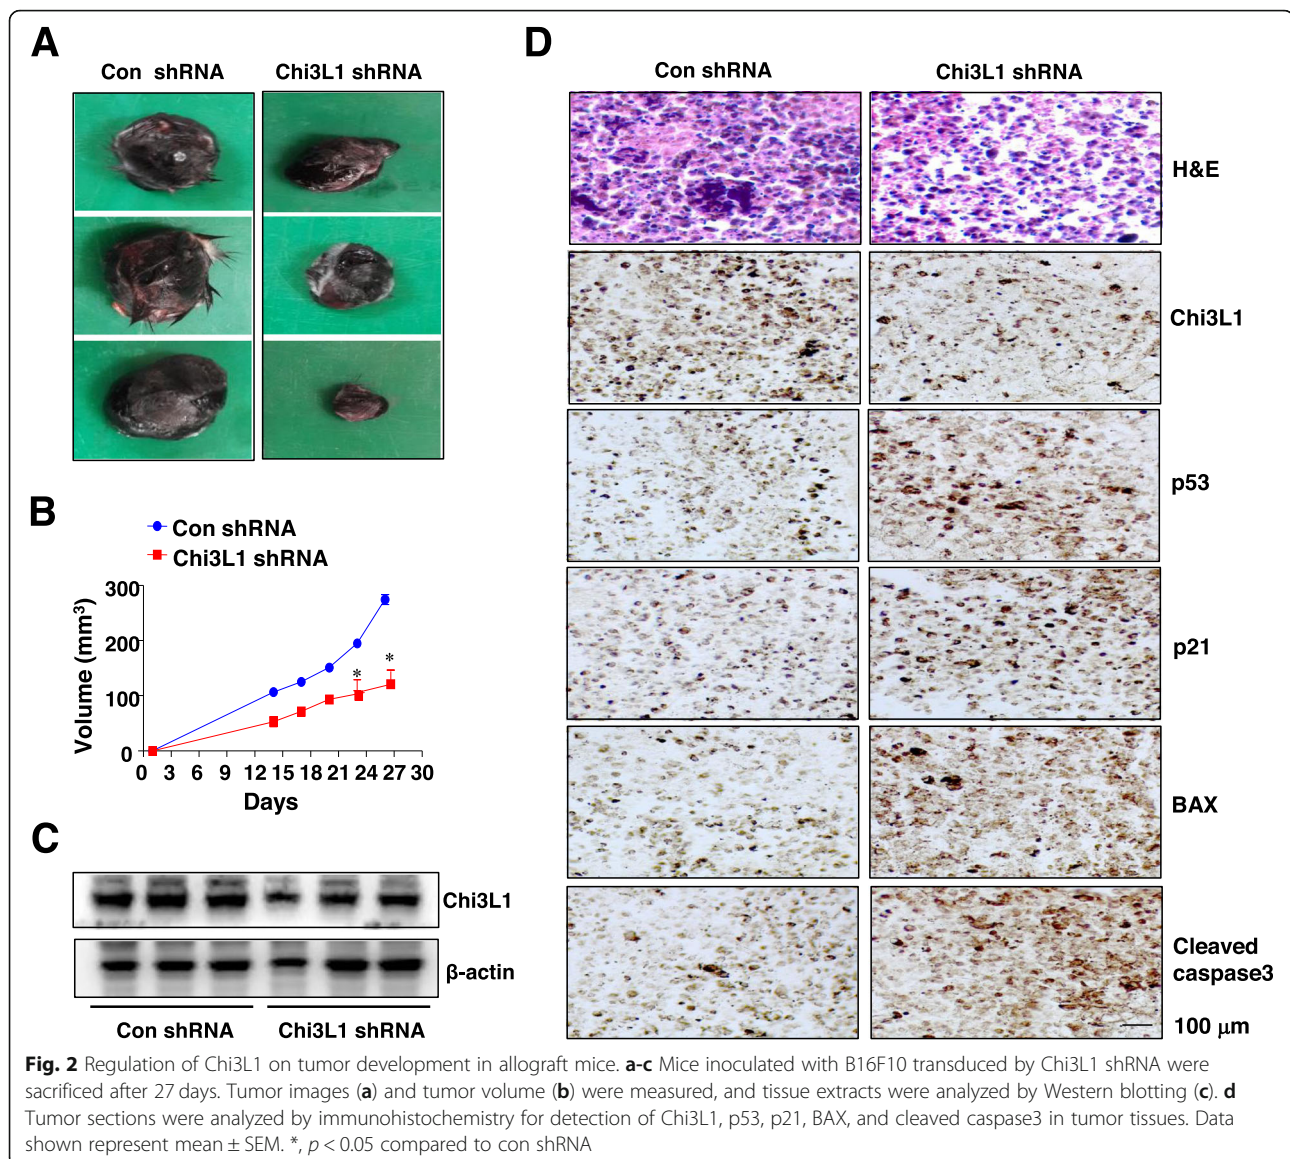 A
Con shRNA
Chi3L1 shRNA
B
Con shRNA
Chi3L1 shRNA
Volume (mm³)
300
200
100
0
0 3 6 9 12 15 18 21 24 27 30
* *
Days
C
Chi3L1
β-actin
Con shRNA
Chi3L1 shRNA
D
Con shRNA
Chi3L1 shRNA
H&E
Chi3L1
p53
p21
BAX
Cleaved
caspase3
100 μm
Fig. 2 Regulation of Chi3L1 on tumor development in allograft mice. a-c Mice inoculated with B16F10 transduced by Chi3L1 shRNA were
sacrificed after 27 days. Tumor images (a) and tumor volume (b) were measured, and tissue extracts were analyzed by Western blotting (c). d
Tumor sections were analyzed by immunohistochemistry for detection of Chi3L1, p53, p21, BAX, and cleaved caspase3 in tumor tissues. Data
shown represent mean ± SEM. *, p < 0.05 compared to con shRNA